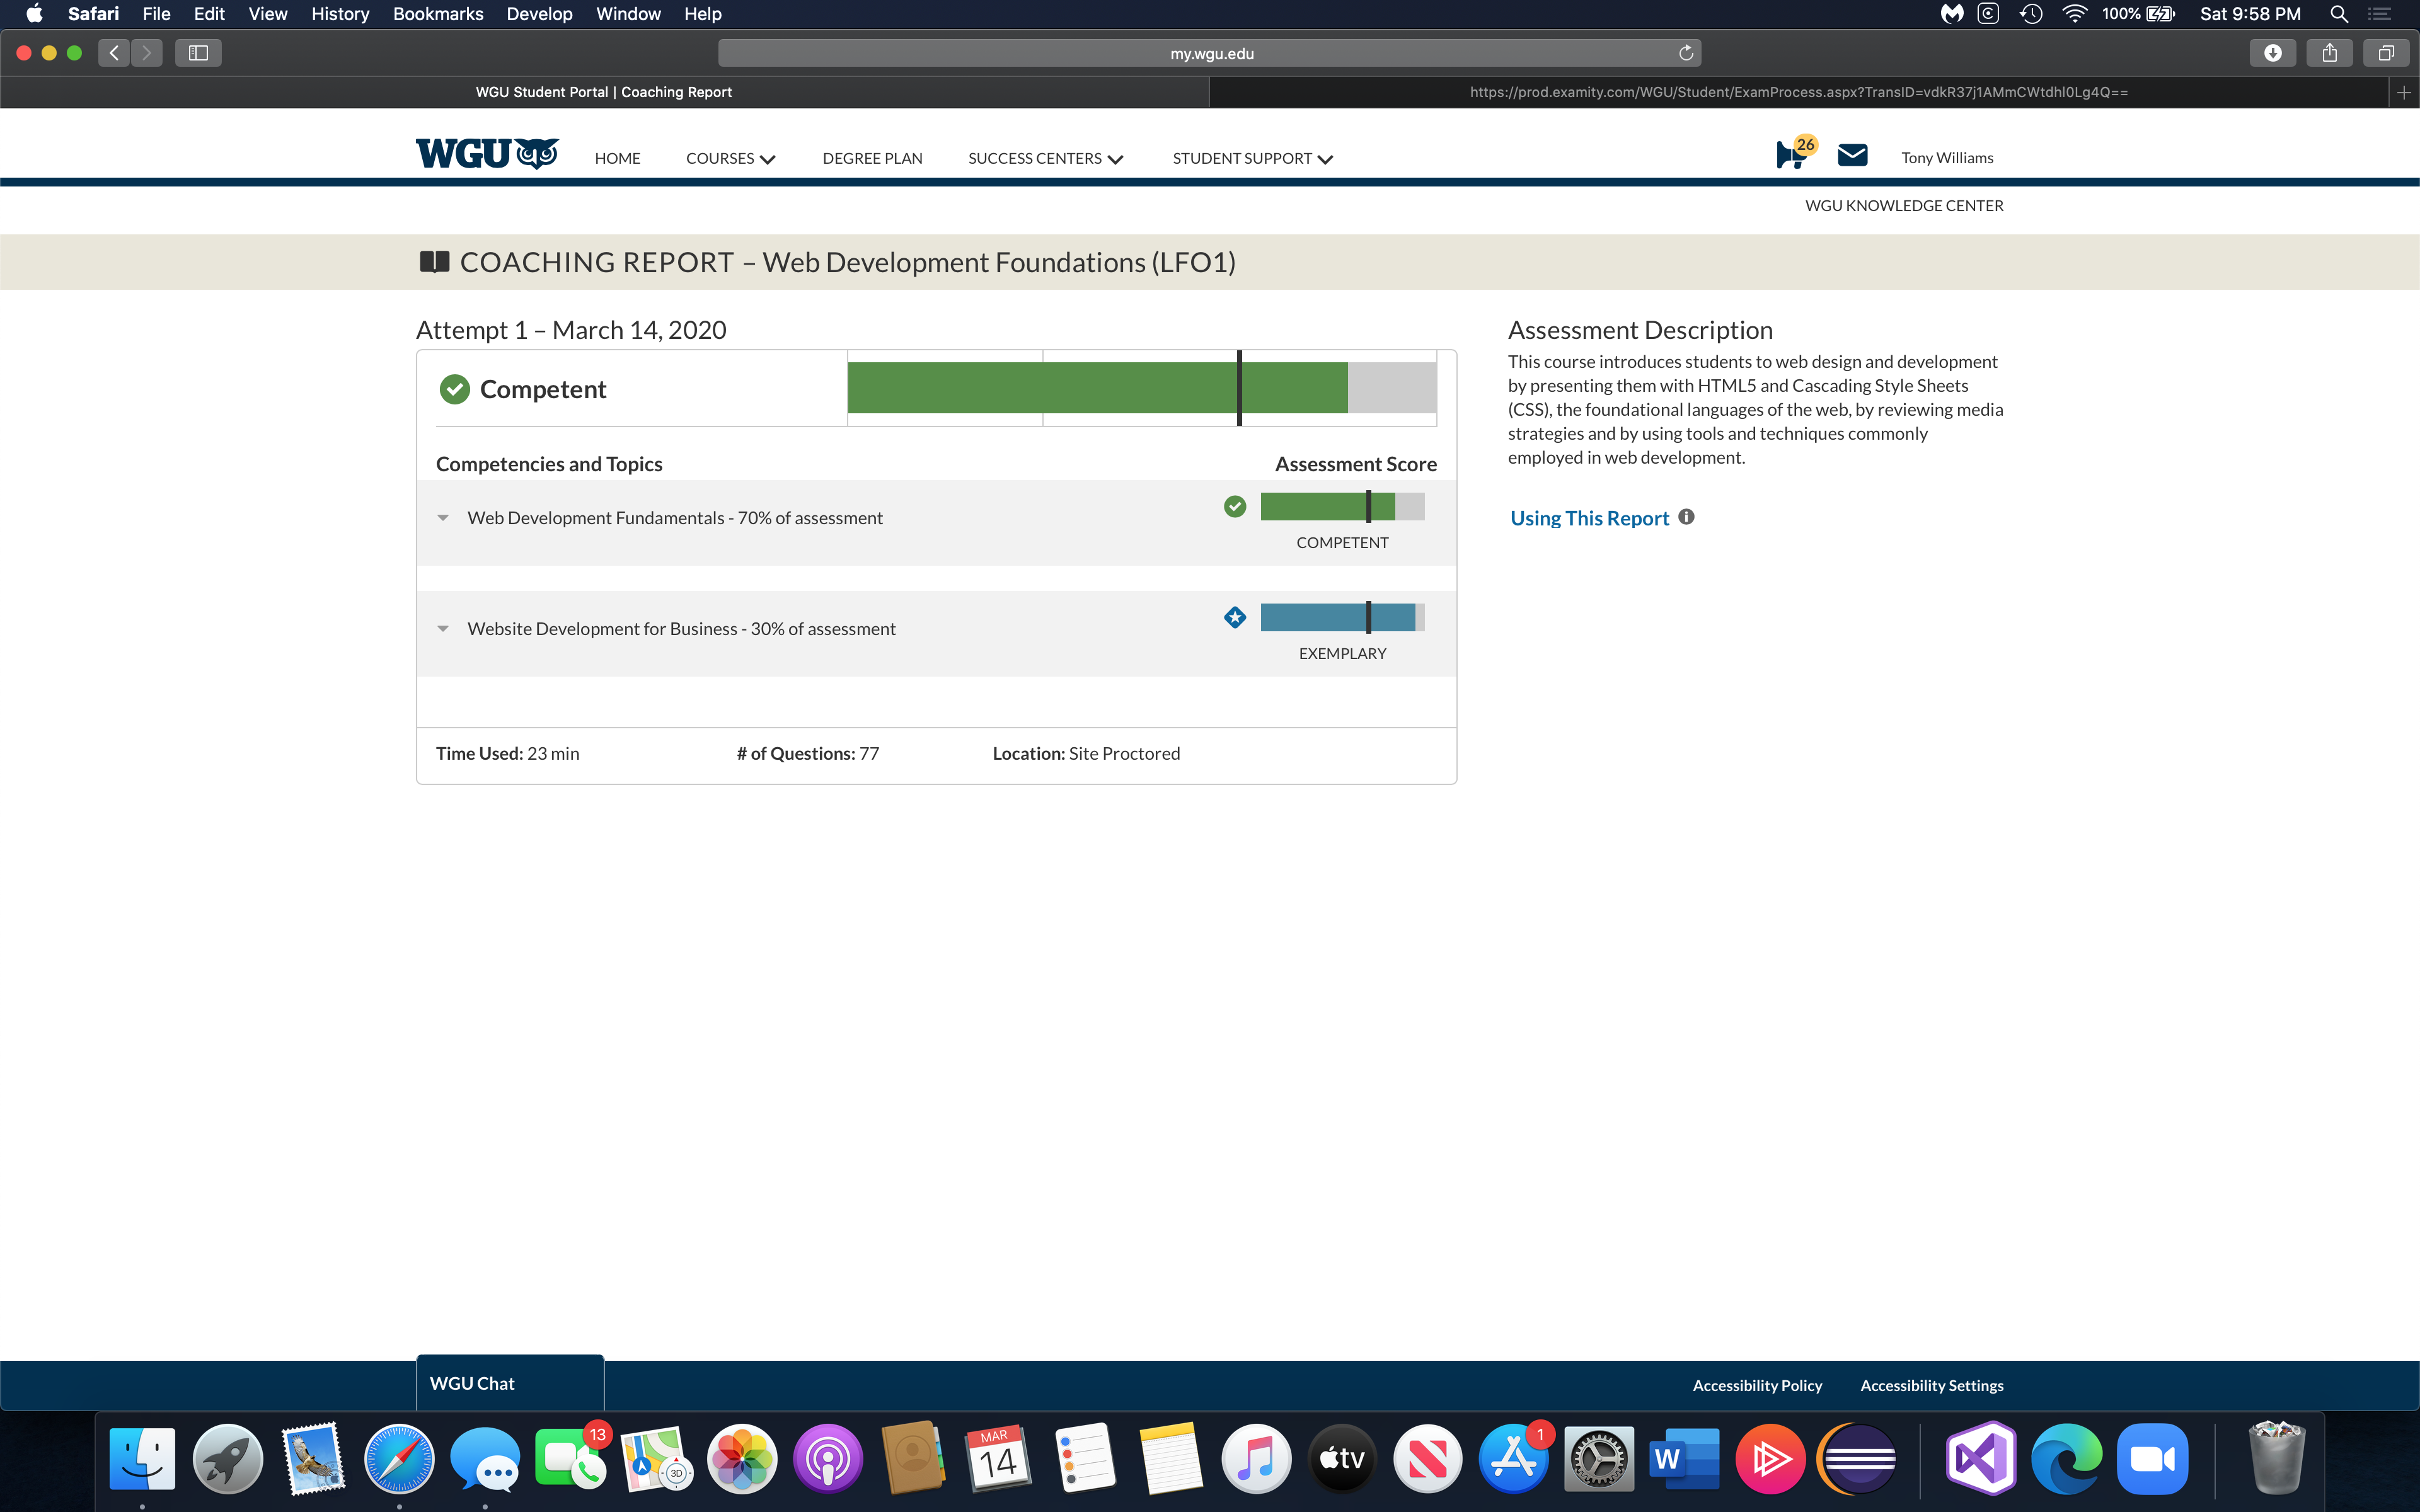 Safari File Edit View History Bookmarks Develop Window Help 100% Sat 9:58 PM
my.wgu.edu
WGU Student Portal | Coaching Report
https://prod.examity.com/WGU/Student/ExamProcess.aspx?TransID=vdkR37j1AMmCWtdhl0Lg4Q==
WGU HOME COURSES DEGREE PLAN SUCCESS CENTERS STUDENT SUPPORT 26 Tony Williams
WGU KNOWLEDGE CENTER
COACHING REPORT – Web Development Foundations (LFO1)
Attempt 1 – March 14, 2020
Competent
Competencies and Topics Assessment Score
Web Development Fundamentals - 70% of assessment
COMPETENT
Website Development for Business - 30% of assessment
EXEMPLARY
Time Used: 23 min # of Questions: 77 Location: Site Proctored
Assessment Description
This course introduces students to web design and development
by presenting them with HTML5 and Cascading Style Sheets
(CSS), the foundational languages of the web, by reviewing media
strategies and by using tools and techniques commonly
employed in web development.
Using This Report
WGU Chat
Accessibility Policy Accessibility Settings
13 3D MAR 14 tv 1 W